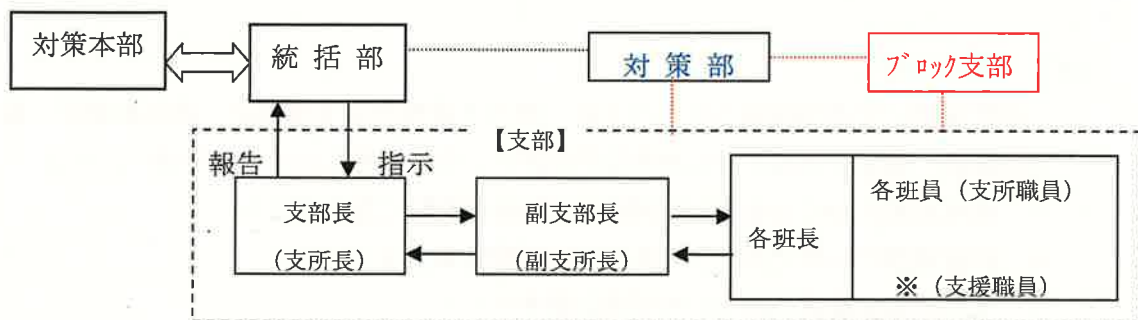 対策本部
統括部
対策部
ブロック支部
【支部】
報告
指示
支部長
(支所長)
副支部長
(副支所長)
各班長
各班員(支所職員)
※(支援職員)